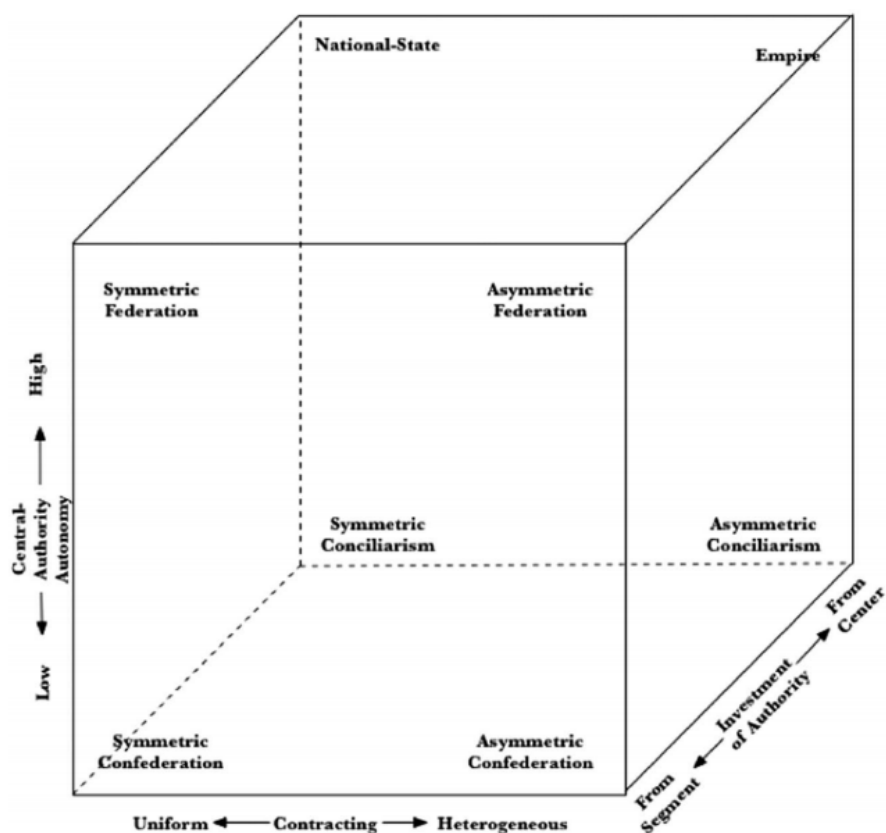 National-State
Empire
Symmetric
Federation
Asymmetric
Federation
High
Central-
Authority
Autonomy
Low
Symmetric
Conciliarism
Asymmetric
Conciliarism
From
Center
Investment
of Authority
From
Segment
Symmetric
Confederation
Asymmetric
Confederation
Uniform Contracting Heterogeneous